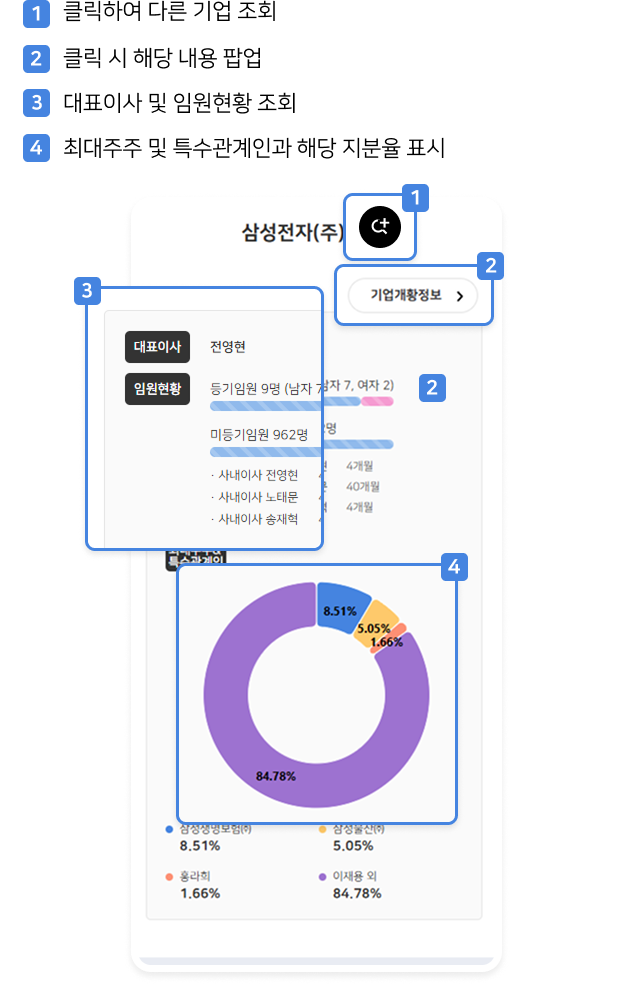 1 클릭하여 다른 기업 조회
2 클릭 시 해당 내용 팝업
3 대표이사 및 임원현황 조회
4 최대주주 및 특수관계인과 해당 지분율 표시
1
삼성전자(주)
2
기업개황정보
3
대표이사 전영현
임원현황 등기임원 9명 (남자 7
남자 7, 여자 2)
2
미등기임원 962명
명
· 사내이사 전영현
4개월
· 사내이사 노태문
40개월
· 사내이사 송재혁
4개월
특수관계인
4
8.51%
5.05%
1.66%
84.78%
삼성생명보험(주) 삼성물산(주)
8.51% 5.05%
홍라희 이재용 외
1.66% 84.78%